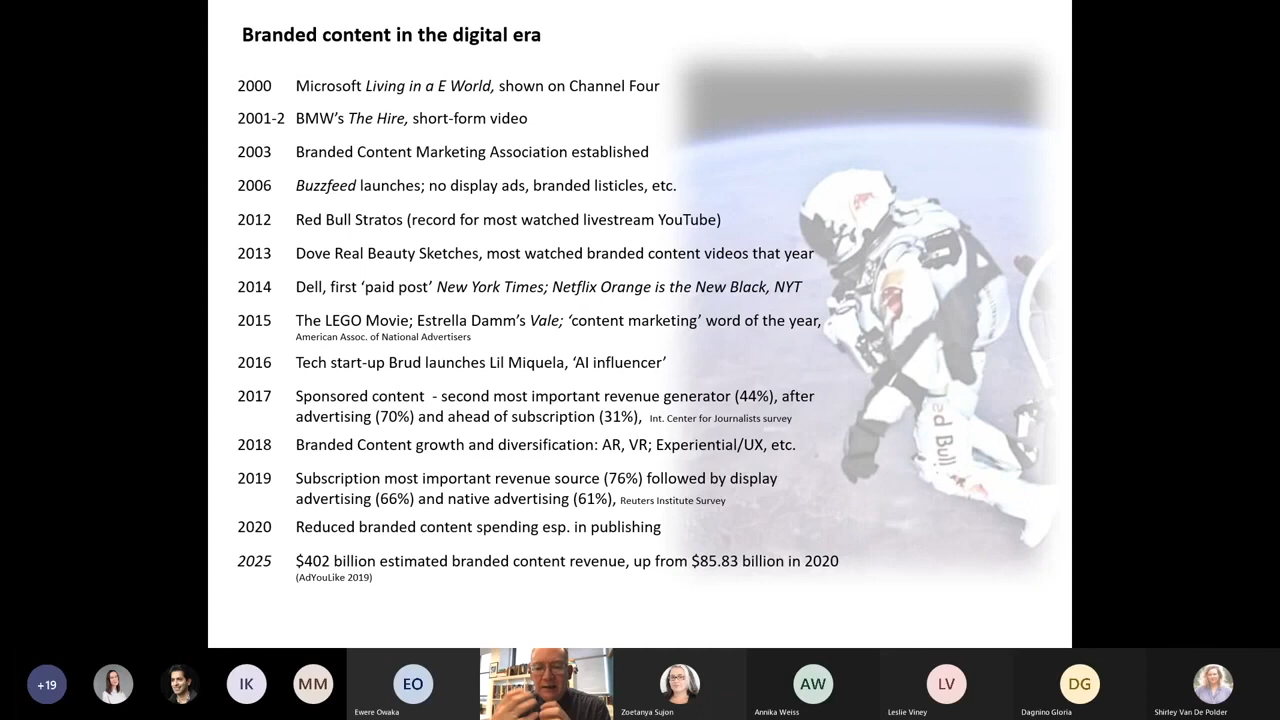 Branded content in the digital era
2000 Microsoft Living in a E World, shown on Channel Four
2001-2 BMW's The Hire, short-form video
2003 Branded Content Marketing Association established
2006 Buzzfeed launches; no display ads, branded listicles, etc.
2012 Red Bull Stratos (record for most watched livestream YouTube)
2013 Dove Real Beauty Sketches, most watched branded content videos that year
2014 Dell, first ‘paid post’ New York Times; Netflix Orange is the New Black, NYT
2015 The LEGO Movie; Estrella Damm's Vale; ‘content marketing’ word of the year,
American Assoc. of National Advertisers
2016 Tech start-up Brud launches Lil Miquela, ‘AI influencer’
2017 Sponsored content - second most important revenue generator (44%), after
advertising (70%) and ahead of subscription (31%), Int. Center for Journalists survey
2018 Branded Content growth and diversification: AR, VR; Experiential/UX, etc.
2019 Subscription most important revenue source (76%) followed by display
advertising (66%) and native advertising (61%), Reuters Institute Survey
2020 Reduced branded content spending esp. in publishing
2025 $402 billion estimated branded content revenue, up from $85.83 billion in 2020
(AdYouLike 2019)
ed Bull
+19
IK
MM
EO
AW
LV
DG
Ewere Owaka
Zoetanya Sujon
Annika Weiss
Leslie Viney
Dagnino Gloria
Shirley Van De Polder